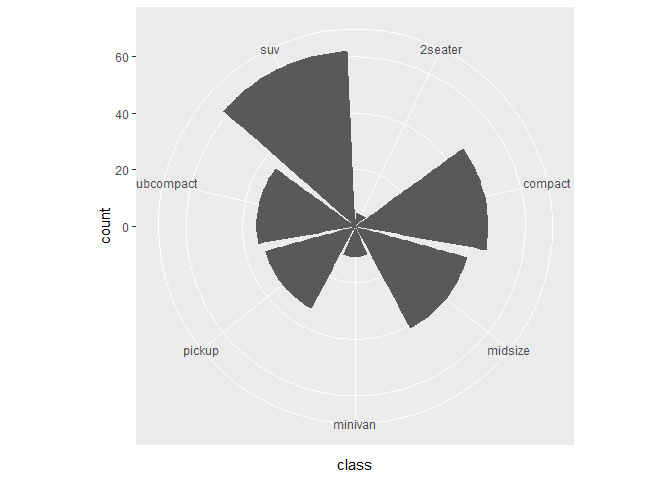 suv
2seater
60
40
20
ubcompact
compact
0
count
pickup
midsize
minivan
class